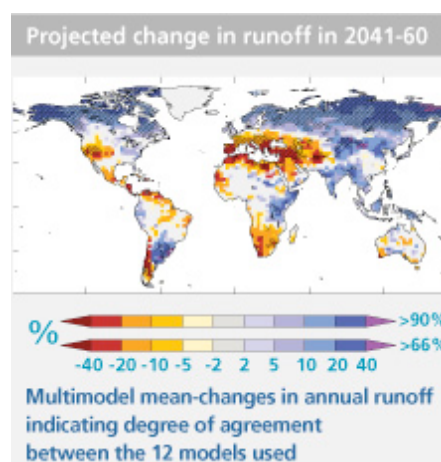 Projected change in runoff in 2041-60
% >90%
>66%
-40 -20 -10 -5 -2 2 5 10 20 40
Multimodel mean-changes in annual runoff
indicating degree of agreement
between the 12 models used